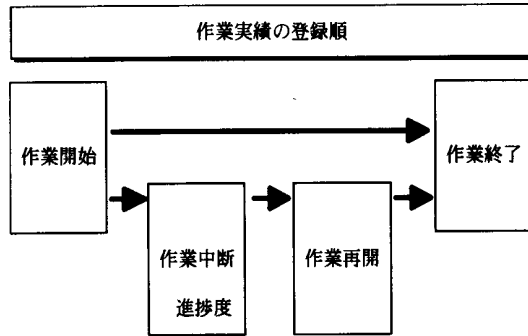 作業実績の登録順
作業開始
作業終了
作業中断
進捗度
作業再開